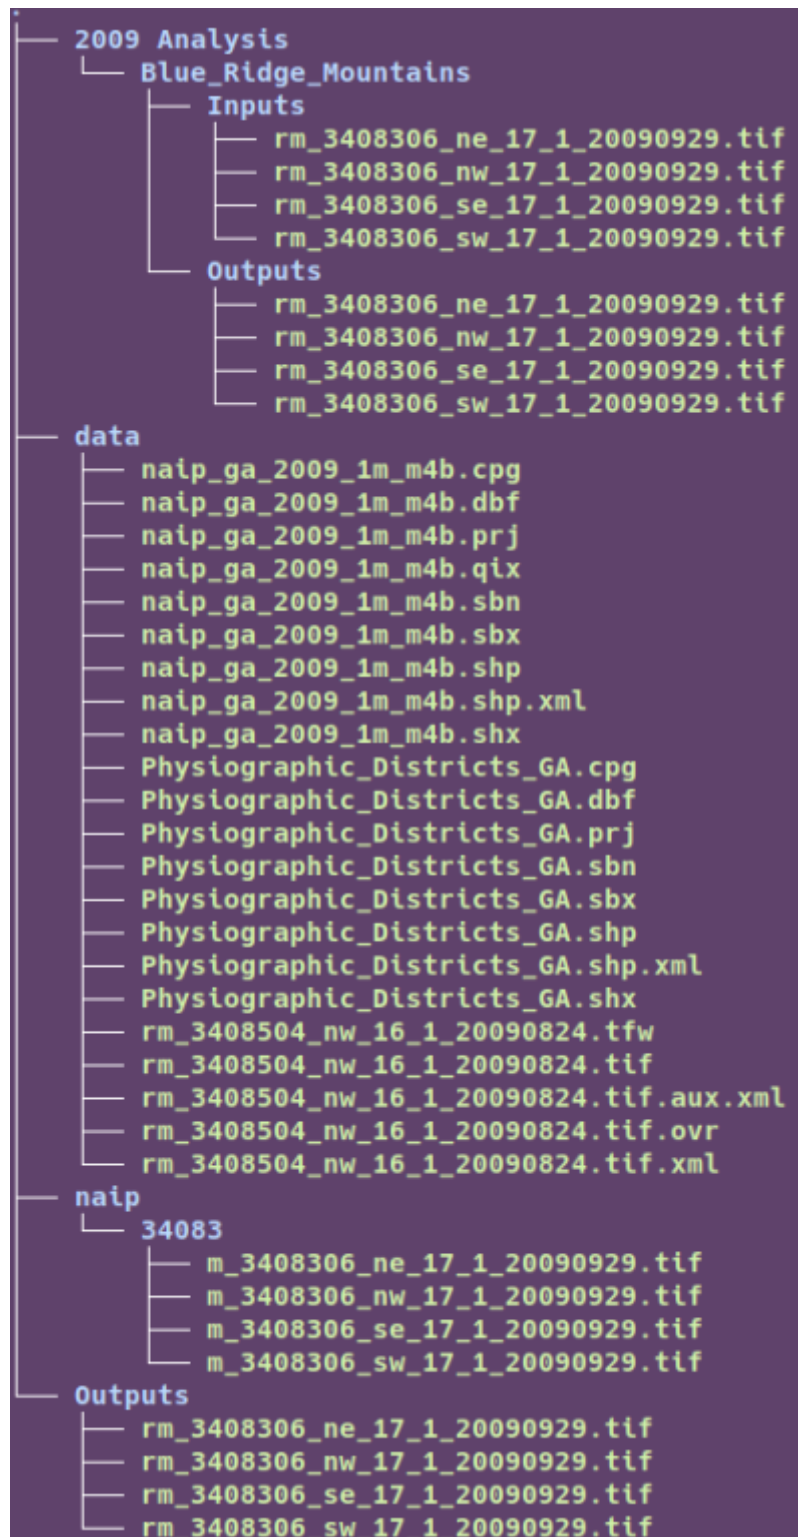 .
├── 2009 Analysis
│   └── Blue_Ridge_Mountains
│       ├── Inputs
│       │   ├── rm_3408306_ne_17_1_20090929.tif
│       │   ├── rm_3408306_nw_17_1_20090929.tif
│       │   ├── rm_3408306_se_17_1_20090929.tif
│       │   └── rm_3408306_sw_17_1_20090929.tif
│       └── Outputs
│           ├── rm_3408306_ne_17_1_20090929.tif
│           ├── rm_3408306_nw_17_1_20090929.tif
│           ├── rm_3408306_se_17_1_20090929.tif
│           └── rm_3408306_sw_17_1_20090929.tif
├── data
│   ├── naip_ga_2009_1m_m4b.cpg
│   ├── naip_ga_2009_1m_m4b.dbf
│   ├── naip_ga_2009_1m_m4b.prj
│   ├── naip_ga_2009_1m_m4b.qix
│   ├── naip_ga_2009_1m_m4b.sbn
│   ├── naip_ga_2009_1m_m4b.sbx
│   ├── naip_ga_2009_1m_m4b.shp
│   ├── naip_ga_2009_1m_m4b.shp.xml
│   ├── naip_ga_2009_1m_m4b.shx
│   ├── Physiographic_Districts_GA.cpg
│   ├── Physiographic_Districts_GA.dbf
│   ├── Physiographic_Districts_GA.prj
│   ├── Physiographic_Districts_GA.sbn
│   ├── Physiographic_Districts_GA.sbx
│   ├── Physiographic_Districts_GA.shp
│   ├── Physiographic_Districts_GA.shp.xml
│   ├── Physiographic_Districts_GA.shx
│   ├── rm_3408504_nw_16_1_20090824.tfw
│   ├── rm_3408504_nw_16_1_20090824.tif
│   ├── rm_3408504_nw_16_1_20090824.tif.aux.xml
│   ├── rm_3408504_nw_16_1_20090824.tif.ovr
│   └── rm_3408504_nw_16_1_20090824.tif.xml
├── naip
│   └── 34083
│       ├── m_3408306_ne_17_1_20090929.tif
│       ├── m_3408306_nw_17_1_20090929.tif
│       ├── m_3408306_se_17_1_20090929.tif
│       └── m_3408306_sw_17_1_20090929.tif
└── Outputs
    ├── rm_3408306_ne_17_1_20090929.tif
    ├── rm_3408306_nw_17_1_20090929.tif
    ├── rm_3408306_se_17_1_20090929.tif
    └── rm_3408306_sw_17_1_20090929.tif